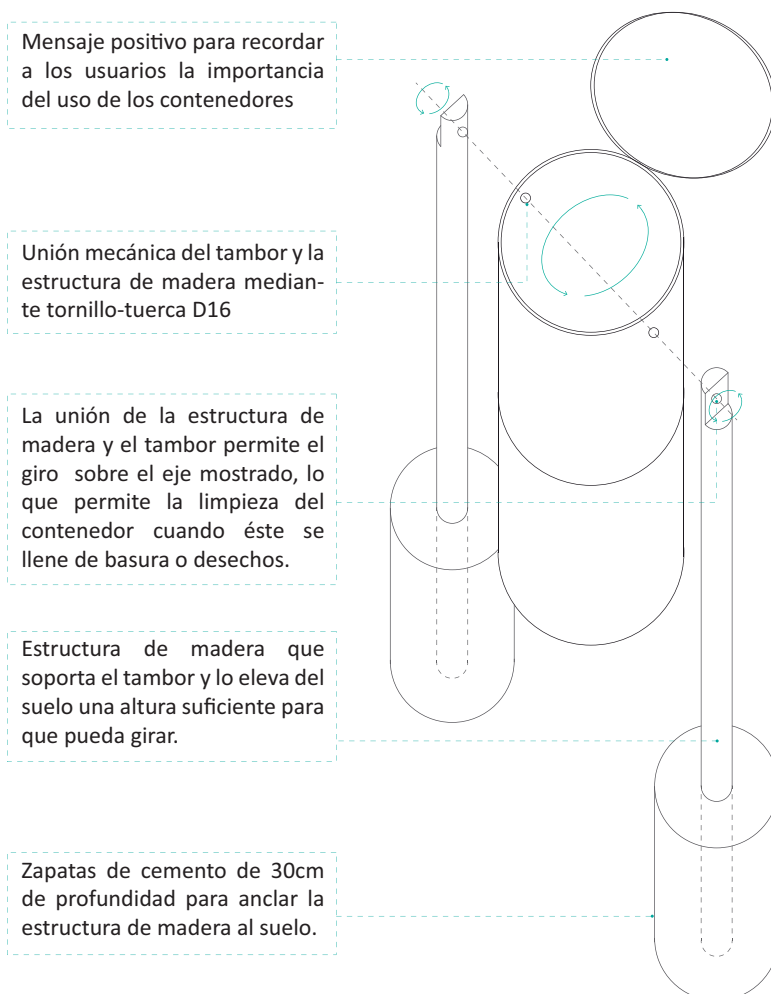 Mensaje positivo para recordar
a los usuarios la importancia
del uso de los contenedores
Unión mecánica del tambor y la
estructura de madera median-
te tornillo-tuerca D16
La unión de la estructura de
madera y el tambor permite el
giro sobre el eje mostrado, lo
que permite la limpieza del
contenedor cuando éste se
llene de basura o desechos.
Estructura de madera que
soporta el tambor y lo eleva del
suelo una altura suficiente para
que pueda girar.
Zapatas de cemento de 30cm
de profundidad para anclar la
estructura de madera al suelo.